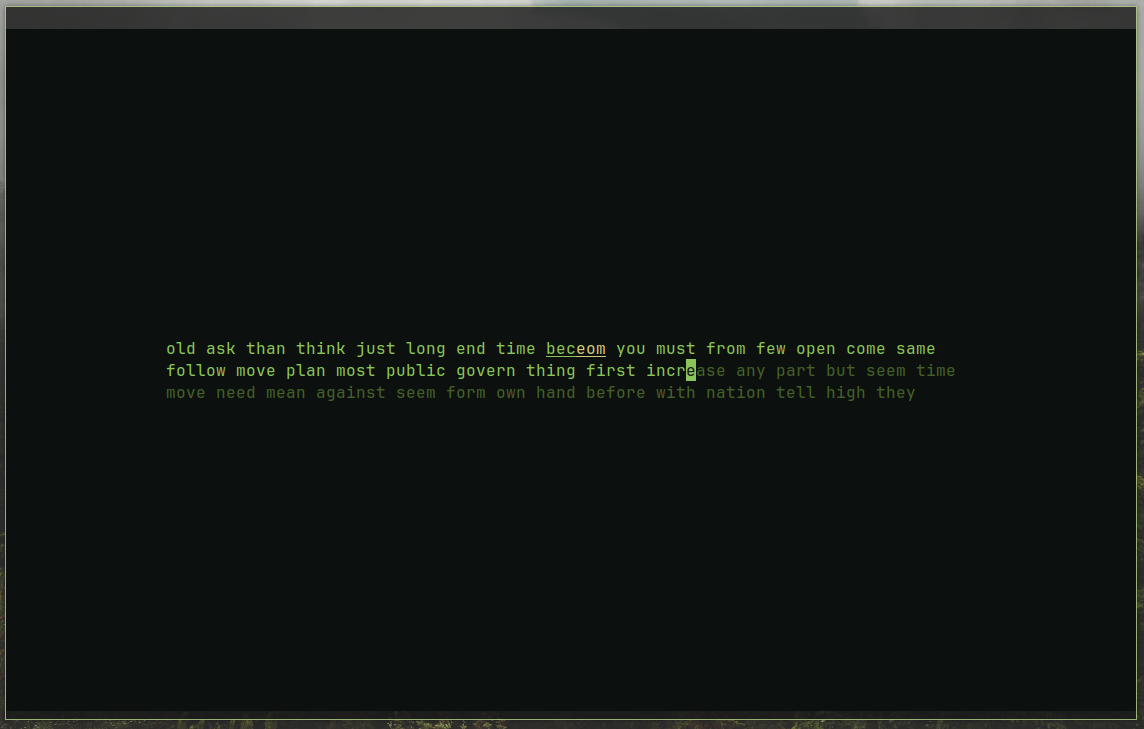 old ask than think just long end time beceom you must from few open come same
follow move plan most public govern thing first increase any part but seem time
move need mean against seem form own hand before with nation tell high they